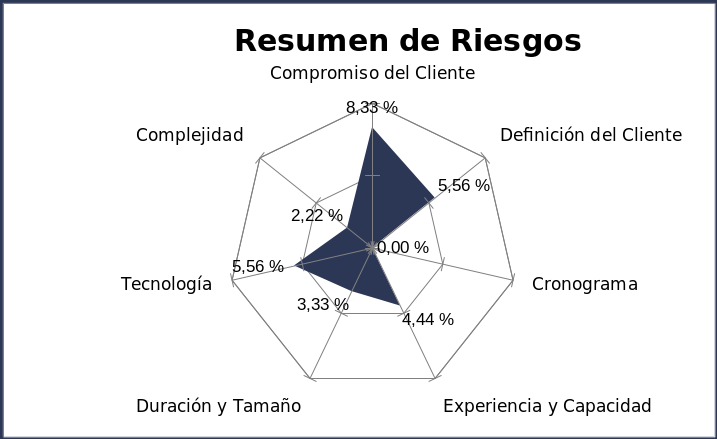 Resumen de Riesgos
Compromiso del Cliente
8,33 %
Complejidad
Definición del Cliente
5,56 %
2,22 %
0,00 %
5,56 %
Tecnología
Cronograma
3,33 %
4,44 %
Duración y Tamaño
Experiencia y Capacidad